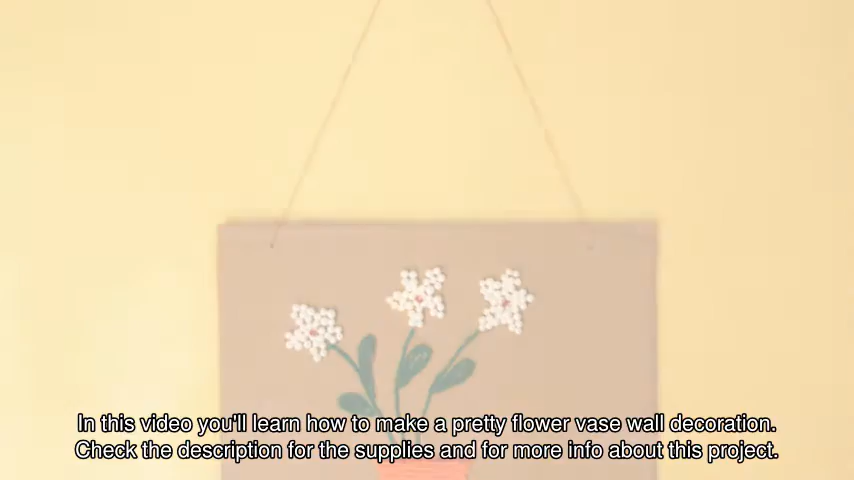 In this video you'll learn how to make a pretty flower vase wall decoration.
Check the description for the supplies and for more info about this project.